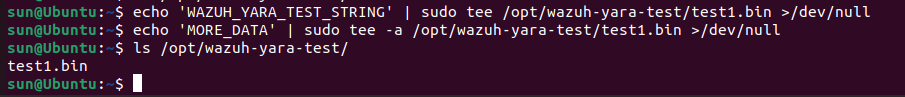 sun@Ubuntu:~$ echo 'WAZUH_YARA_TEST_STRING' | sudo tee /opt/wazuh-yara-test/test1.bin >/dev/null
sun@Ubuntu:~$ echo 'MORE_DATA' | sudo tee -a /opt/wazuh-yara-test/test1.bin >/dev/null
sun@Ubuntu:~$ ls /opt/wazuh-yara-test/
test1.bin
sun@Ubuntu:~$